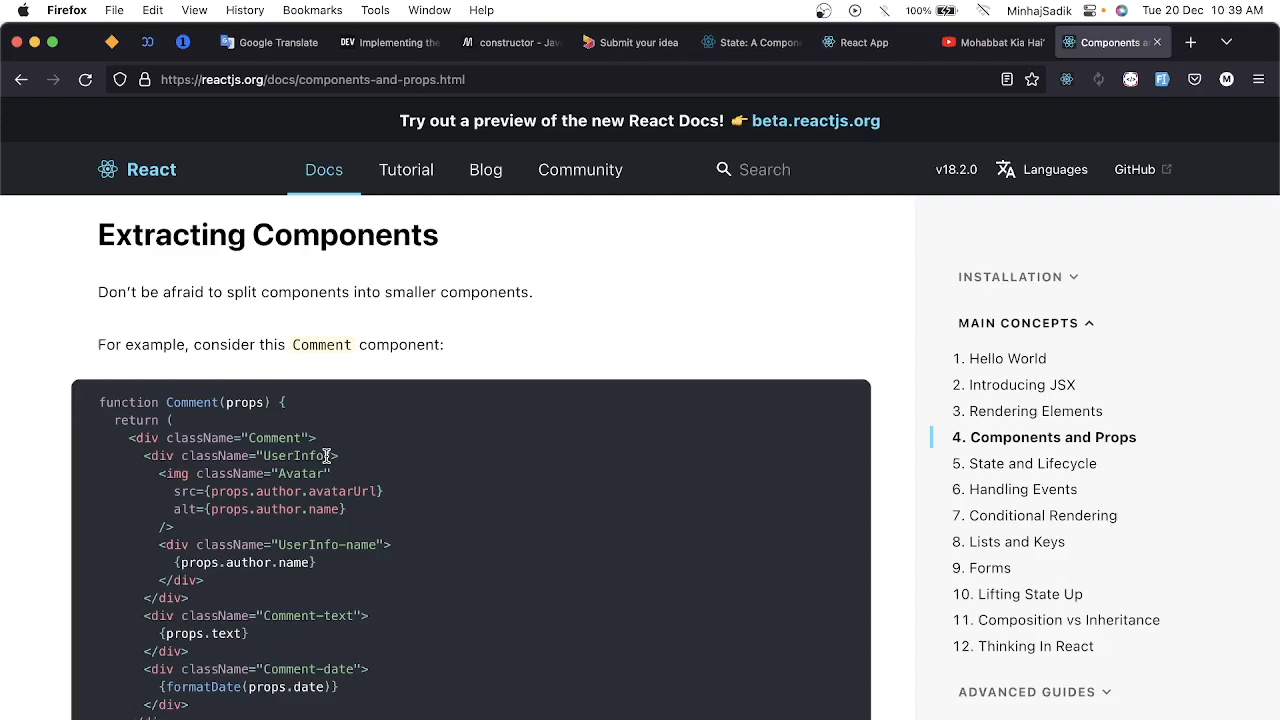 Firefox File Edit View History Bookmarks Tools Window Help 100% MinhajSadik Tue 20 Dec 10:39 AM
Google Translate DEV Implementing the constructor - Jav Submit your idea State: A Compon React App Mohabbat Kia Hai' Components a
https://reactjs.org/docs/components-and-props.html
Try out a preview of the new React Docs! 👉 beta.reactjs.org
React Docs Tutorial Blog Community Search v18.2.0 Languages GitHub
Extracting Components
Don't be afraid to split components into smaller components.
For example, consider this Comment component:
function Comment(props) {
return (
<div className="Comment">
<div className="UserInfo">
<img className="Avatar"
src={props.author.avatarUrl}
alt={props.author.name}
/>
<div className="UserInfo-name">
{props.author.name}
</div>
</div>
<div className="Comment-text">
{props.text}
</div>
<div className="Comment-date">
{formatDate(props.date)}
</div>
INSTALLATION
MAIN CONCEPTS
1. Hello World
2. Introducing JSX
3. Rendering Elements
4. Components and Props
5. State and Lifecycle
6. Handling Events
7. Conditional Rendering
8. Lists and Keys
9. Forms
10. Lifting State Up
11. Composition vs Inheritance
12. Thinking In React
ADVANCED GUIDES